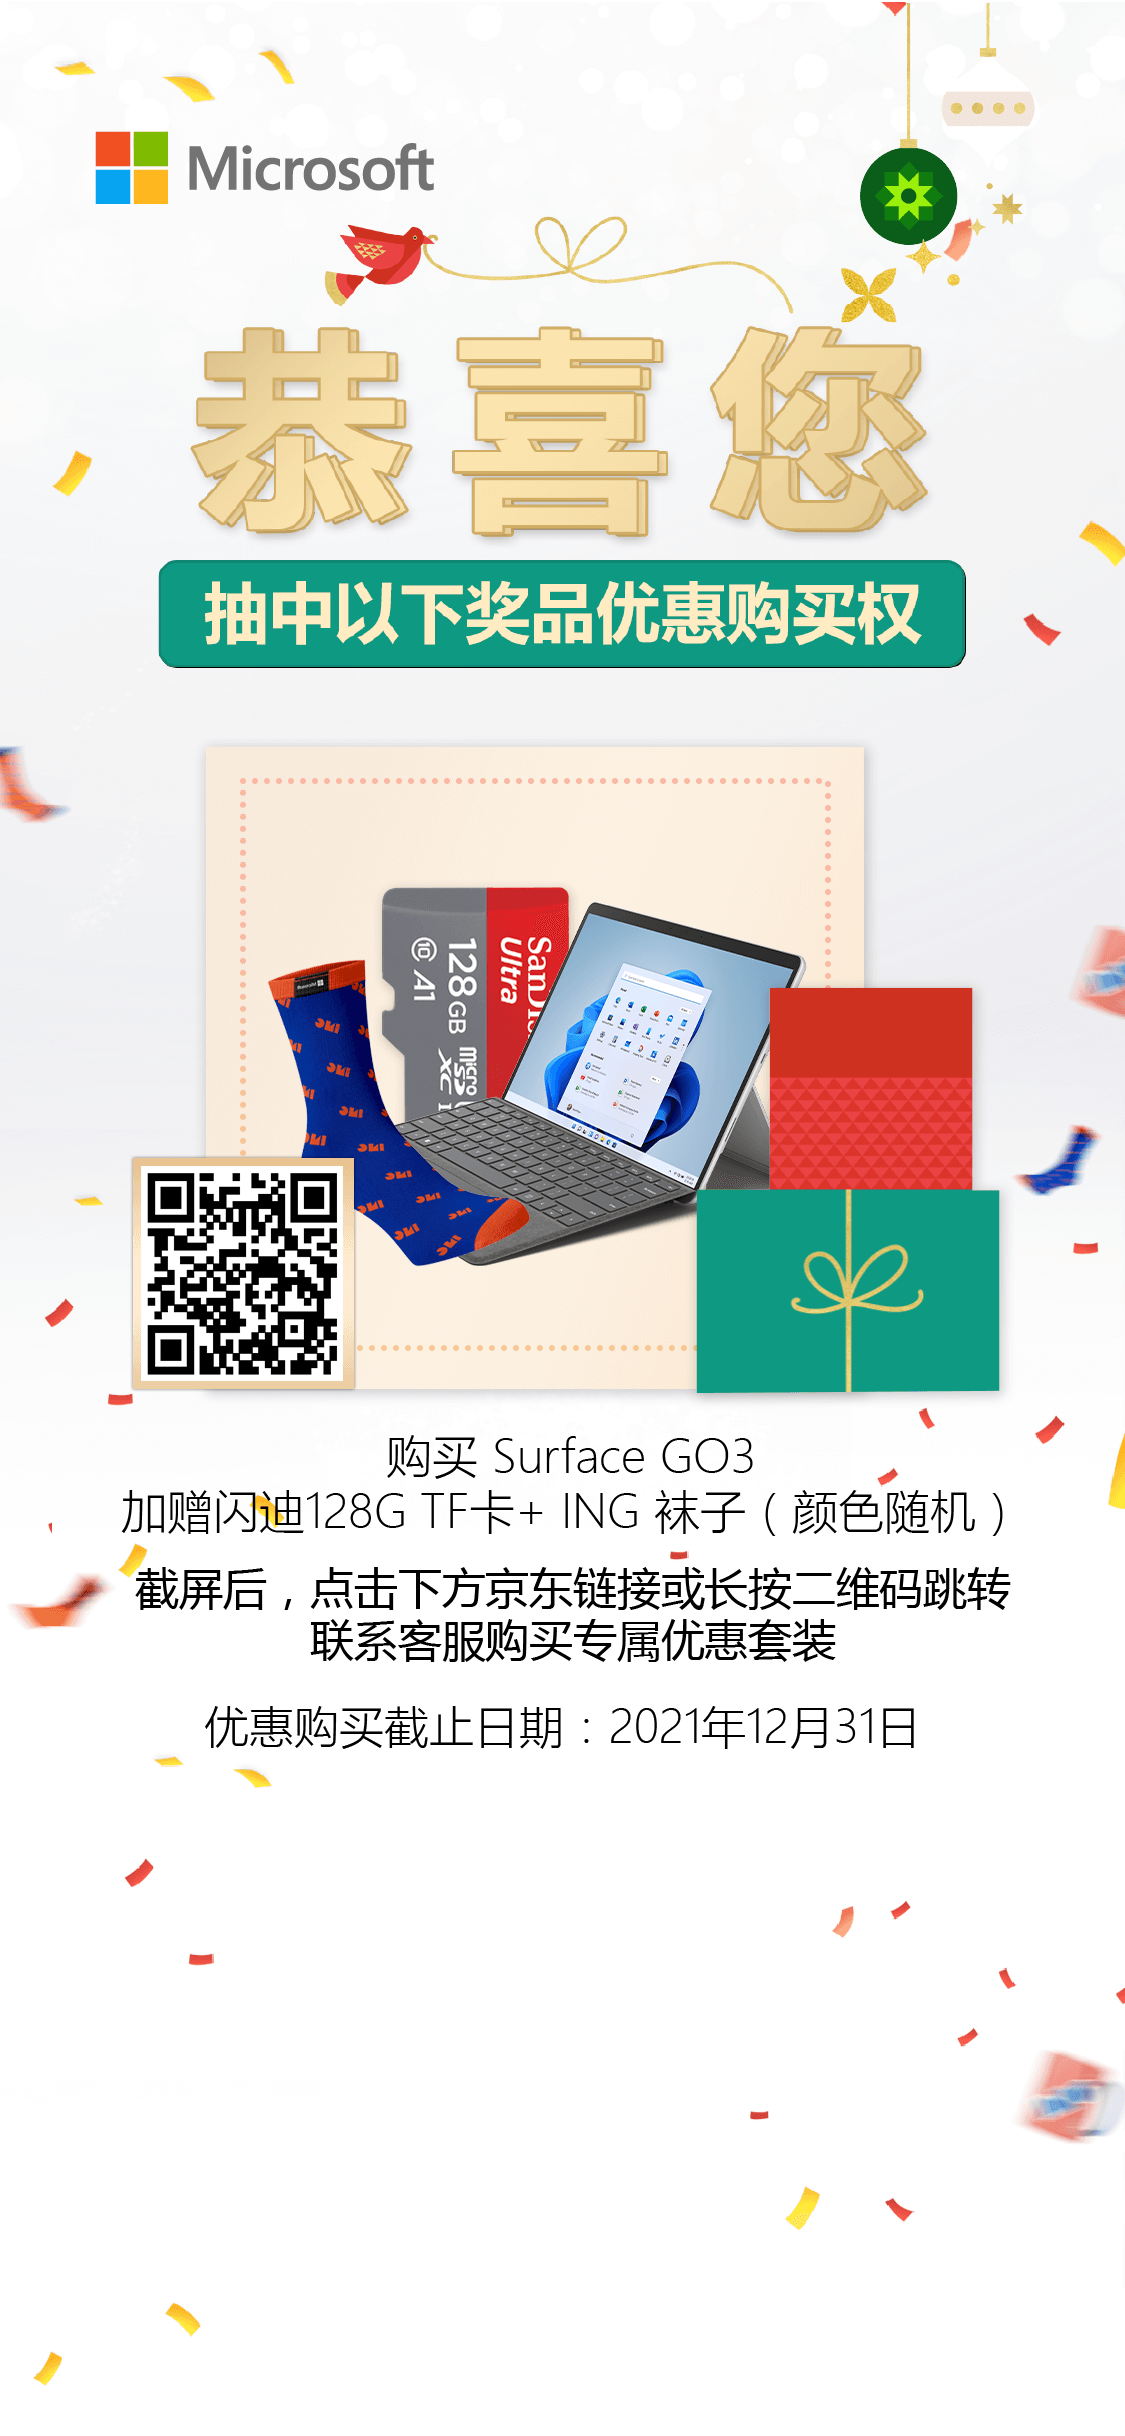 Microsoft
恭喜您
抽中以下奖品优惠购买权
SanDi
Ultra
128GB
A1
micro
SD
XC I
购买 Surface GO3
加赠闪迪128G TF卡+ ING 袜子（颜色随机）
截屏后，点击下方京东链接或长按二维码跳转
联系客服购买专属优惠套装
优惠购买截止日期：2021年12月31日